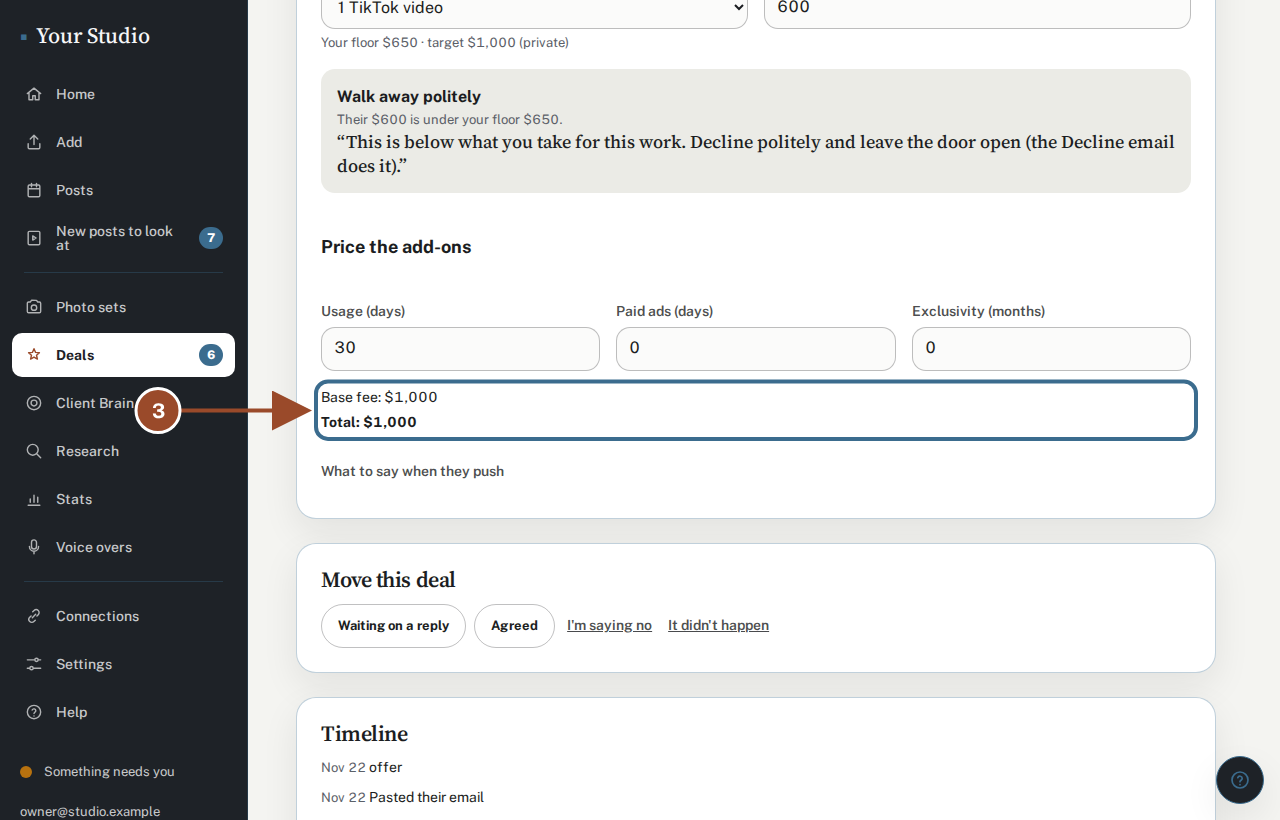 Your Studio
Home
Add
Posts
New posts to look
at
7
Photo sets
Deals
6
Client Brain
3
Research
Stats
Voice overs
Connections
Settings
Help
Something needs you
owner@studio.example
1 TikTok video
600
Your floor $650 · target $1,000 (private)
Walk away politely
Their $600 is under your floor $650.
“This is below what you take for this work. Decline politely and leave the door open (the Decline email
does it).”
Price the add-ons
Usage (days)
Paid ads (days)
Exclusivity (months)
30
0
0
Base fee: $1,000
Total: $1,000
What to say when they push
Move this deal
Waiting on a reply
Agreed
I'm saying no
It didn't happen
Timeline
Nov 22 offer
Nov 22 Pasted their email